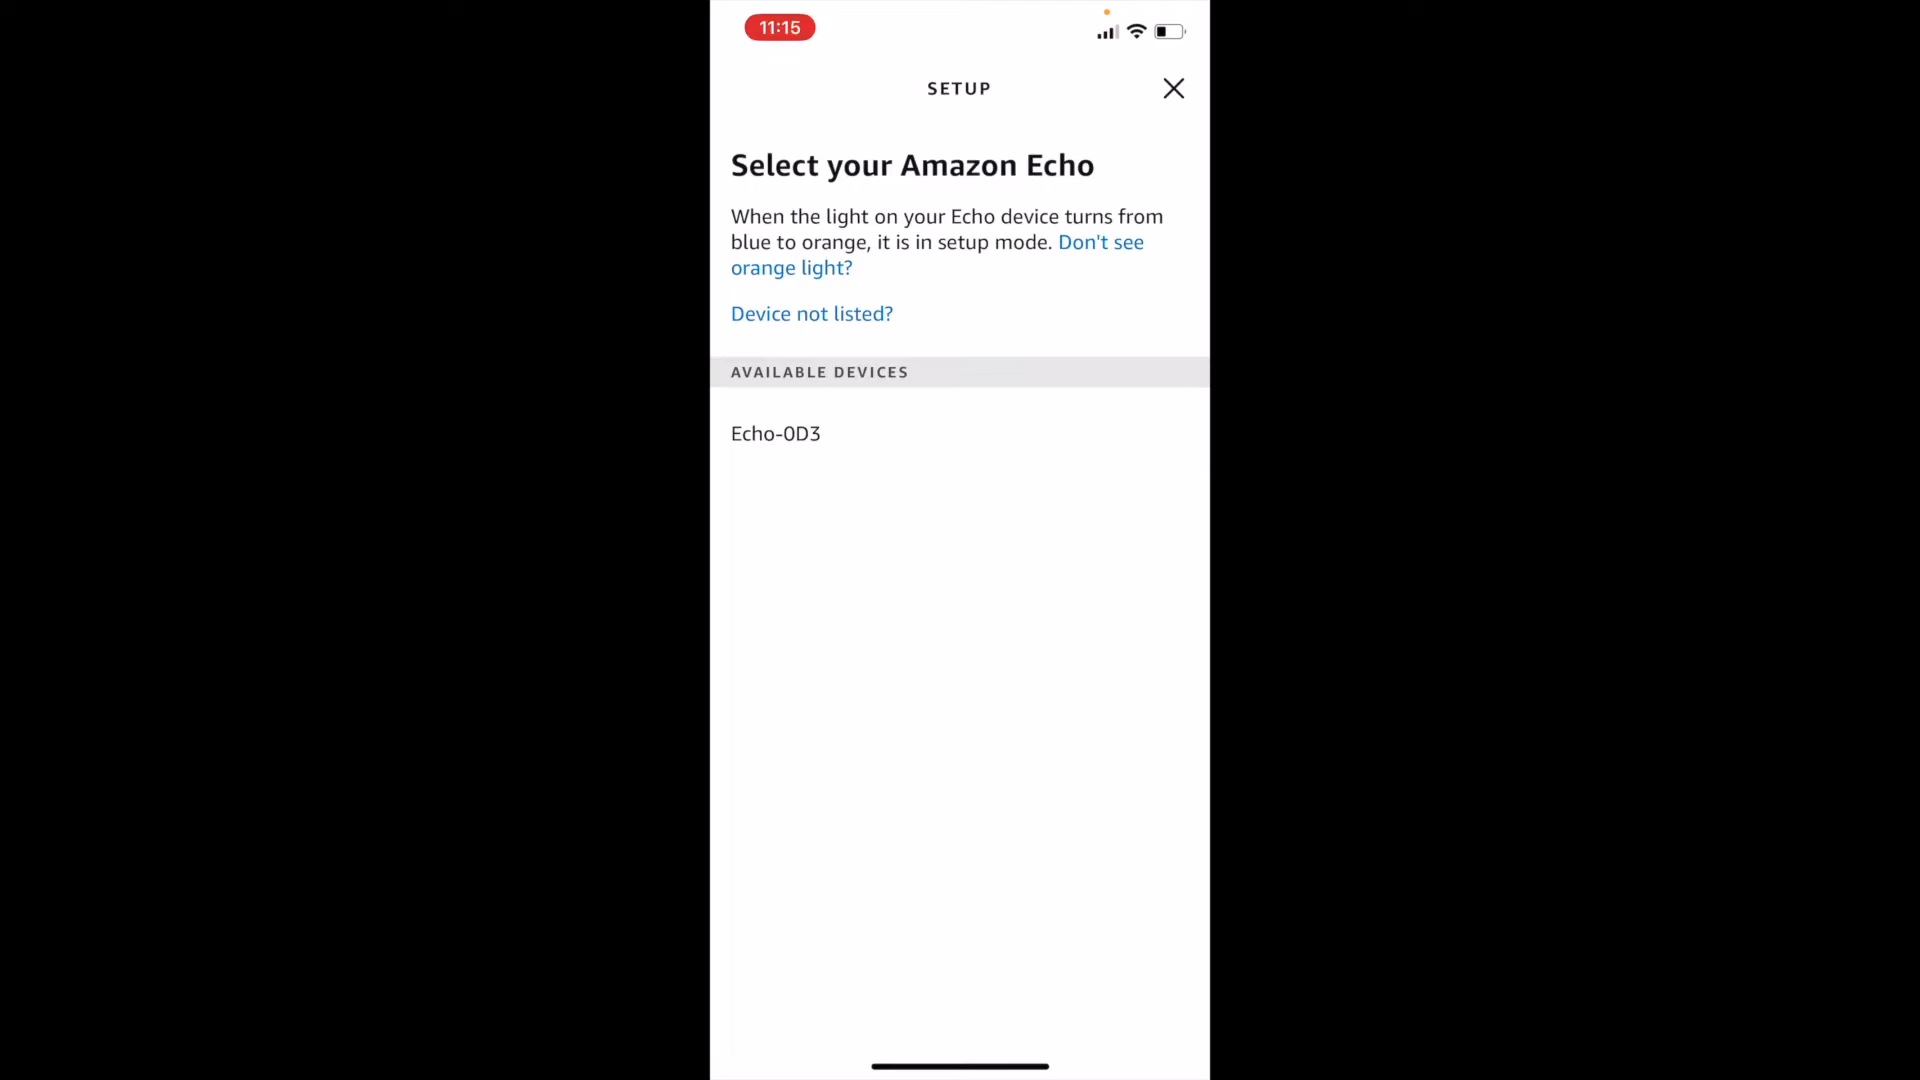 11:15
SETUP
Select your Amazon Echo
When the light on your Echo device turns from
blue to orange, it is in setup mode. Don't see
orange light?
Device not listed?
AVAILABLE DEVICES
Echo-0D3